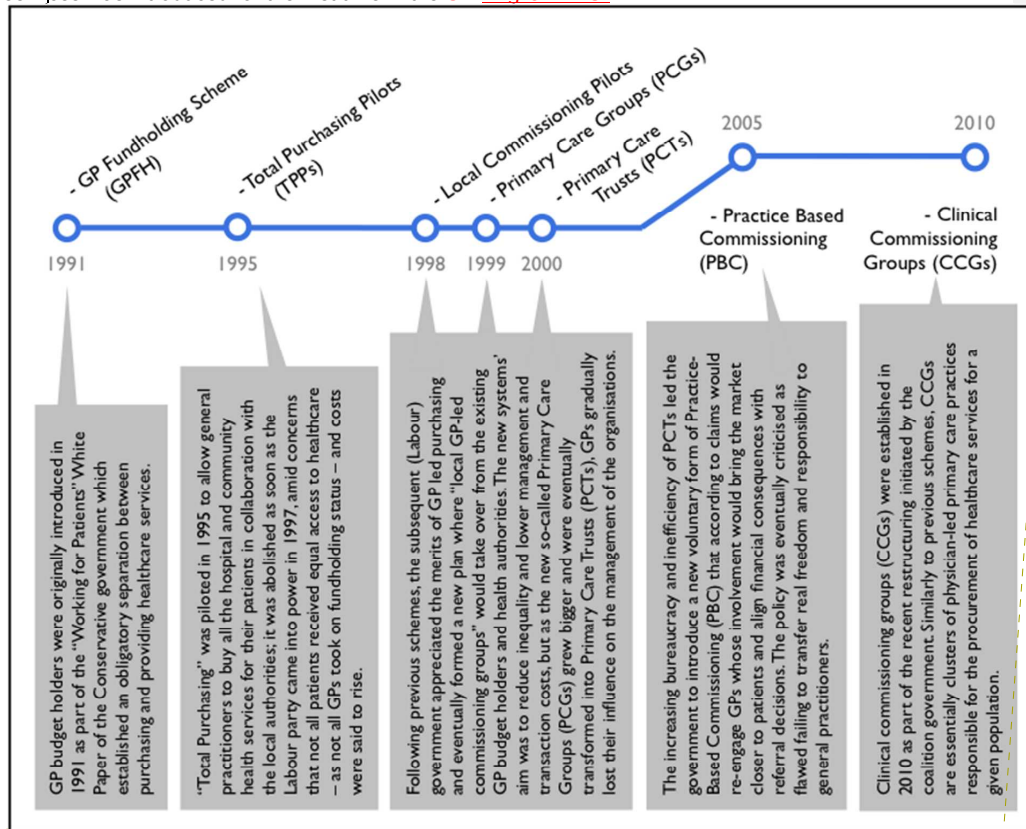 - GP Fundholding Scheme
(GPFH)
- Total Purchasing Pilots
(TPPs)
- Local Commissioning Pilots
- Primary Care Groups (PCGs)
- Primary Care
Trusts (PCTs)
2005
2010
1991
1995
1998
1999
2000
- Practice Based
Commissioning
(PBC)
- Clinical
Commissioning
Groups (CCGs)
GP budget holders were originally introduced in
1991 as part of the “Working for Patients” White
Paper of the Conservative government which
established an obligatory separation between
purchasing and providing healthcare services.
“Total Purchasing” was piloted in 1995 to allow general
practitioners to buy all the hospital and community
health services for their patients in collaboration with
the local authorities; it was abolished as soon as the
Labour party came into power in 1997, amid concerns
that not all patients received equal access to healthcare
– as not all GPs took on fundholding status – and costs
were said to rise.
Following previous schemes, the subsequent (Labour)
government appreciated the merits of GP led purchasing
and eventually formed a new plan where “local GP-led
commissioning groups” would take over from the existing
GP budget holders and health authorities. The new systems’
aim was to reduce inequality and lower management and
transaction costs, but as the new so-called Primary Care
Groups (PCGs) grew bigger and were eventually
transformed into Primary Care Trusts (PCTs), GPs gradually
lost their influence on the management of the organisations.
The increasing bureaucracy and inefficiency of PCTs led the
government to introduce a new voluntary form of Practice-
Based Commissioning (PBC) that according to claims would
re-engage GPs whose involvement would bring the market
closer to patients and align financial consequences with
referral decisions. The policy was eventually criticised as
flawed failing to transfer real freedom and responsibility to
general practitioners.
Clinical commissioning groups (CCGs) were established in
2010 as part of the recent restructuring initiated by the
coalition government. Similarly to previous schemes, CCGs
are essentially clusters of physician-led primary care practices
responsible for the procurement of healthcare services for a
given population.